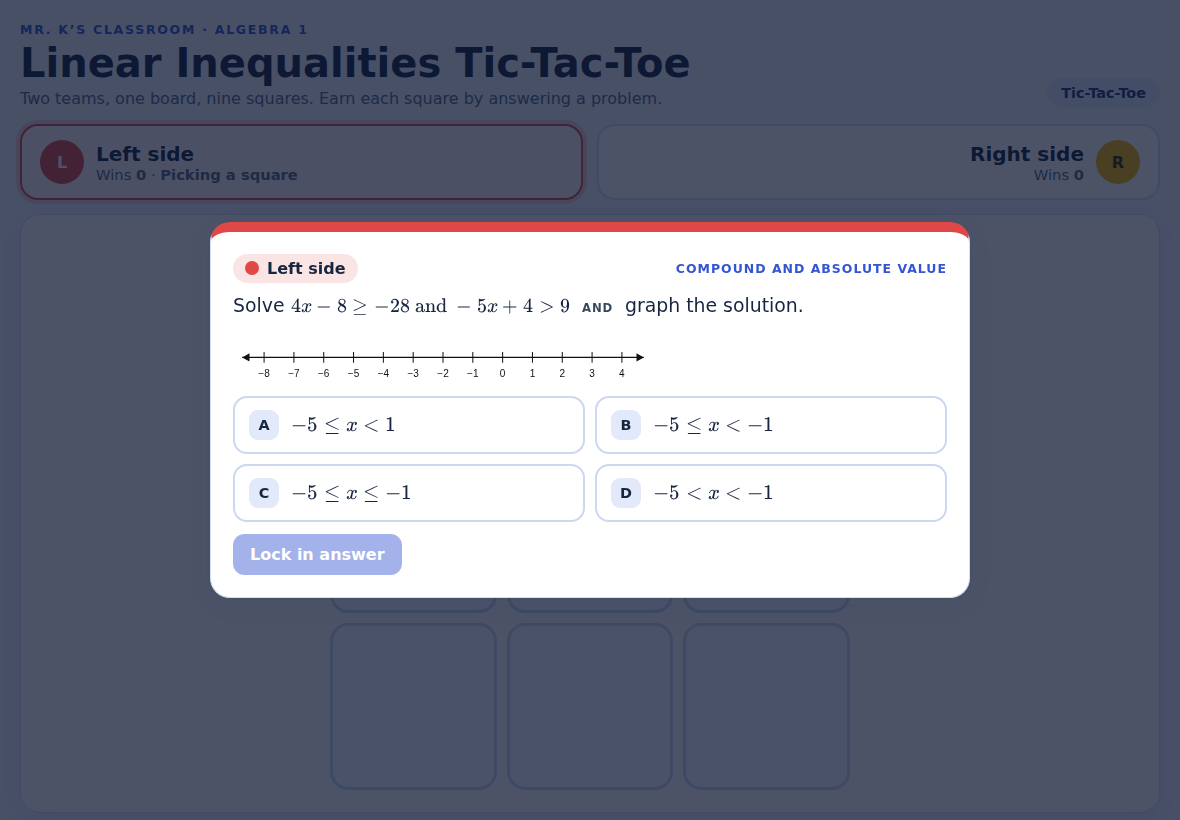 MR. K'S CLASSROOM · ALGEBRA 1
Linear Inequalities Tic-Tac-Toe
Two teams, one board, nine squares. Earn each square by answering a problem.
Tic-Tac-Toe
L
Left side
Wins 0 · Picking a square
Right side
Wins 0
R
Left side
COMPOUND AND ABSOLUTE VALUE
Solve 4x − 8 ≥ −28 and − 5x + 4 > 9 AND graph the solution.
−8 −7 −6 −5 −4 −3 −2 −1 0 1 2 3 4
A −5 ≤ x < 1
B −5 ≤ x < −1
C −5 ≤ x ≤ −1
D −5 < x < −1
Lock in answer